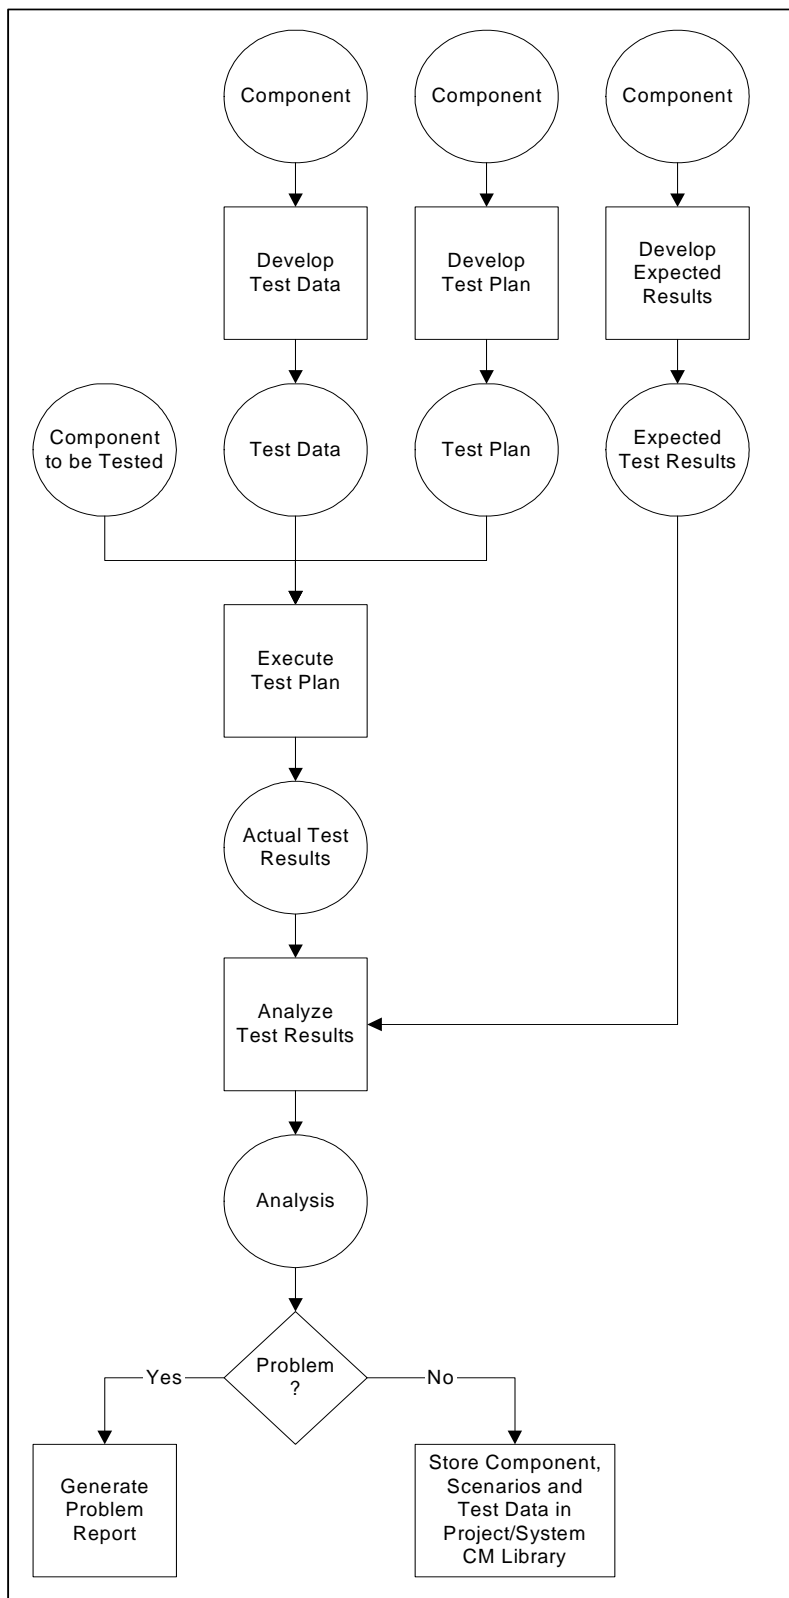 Component
Component
Component
Develop
Test Data
Develop
Test Plan
Develop
Expected
Results
Component
to be Tested
Test Data
Test Plan
Expected
Test Results
Execute
Test Plan
Actual Test
Results
Analyze
Test Results
Analysis
Problem
?
Yes
No
Generate
Problem
Report
Store Component,
Scenarios and
Test Data in
Project/System
CM Library